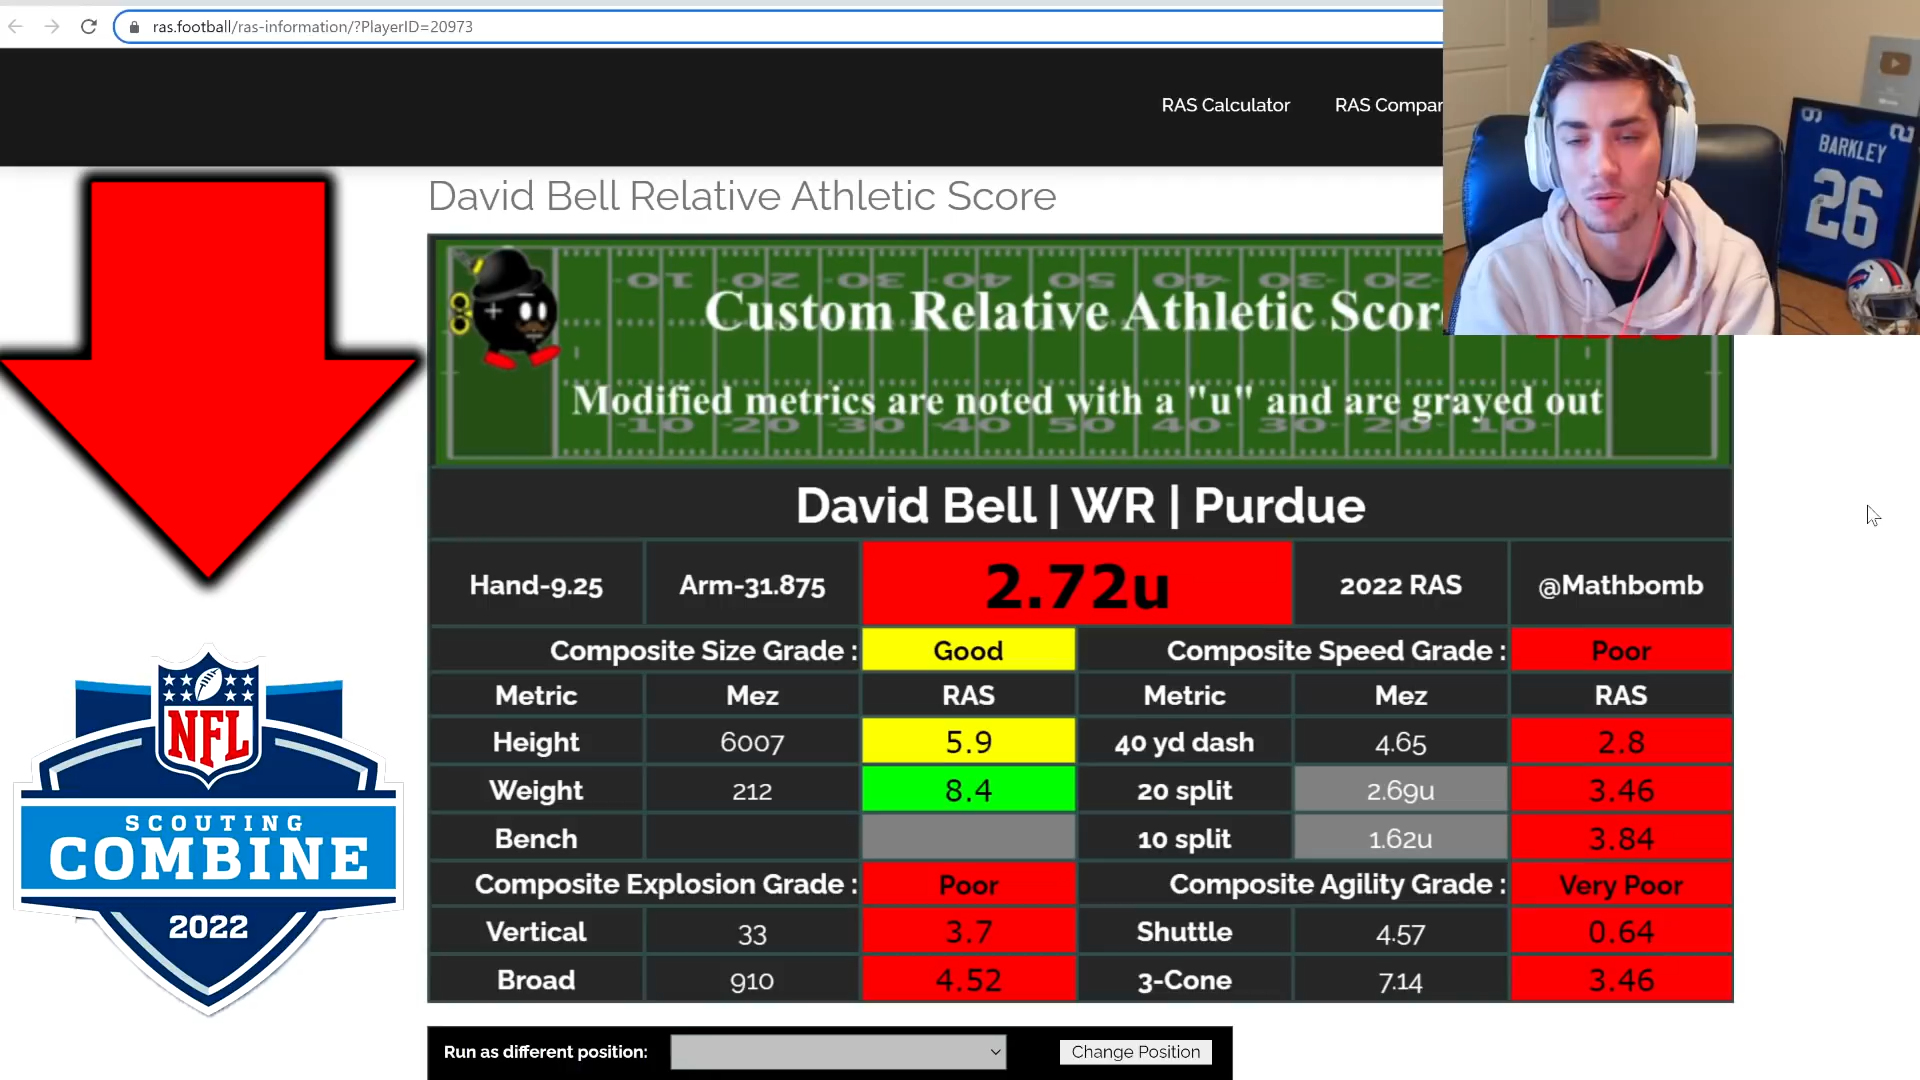 ras.football/ras-information/?PlayerID=20973
RAS Calculator RAS Compar
David Bell Relative Athletic Score
Custom Relative Athletic Scor
Modified metrics are noted with a "u" and are grayed out
David Bell | WR | Purdue
Hand-9.25 Arm-31.875 2.72u 2022 RAS @Mathbomb
Composite Size Grade : Good Composite Speed Grade : Poor
Metric Mez RAS Metric Mez RAS
Height 6007 5.9 40 yd dash 4.65 2.8
Weight 212 8.4 20 split 2.69u 3.46
Bench 10 split 1.62u 3.84
Composite Explosion Grade : Poor Composite Agility Grade : Very Poor
Vertical 33 3.7 Shuttle 4.57 0.64
Broad 910 4.52 3-Cone 7.14 3.46
Run as different position: Change Position
NFL
SCOUTING
COMBINE
2022
BARKLEY
26